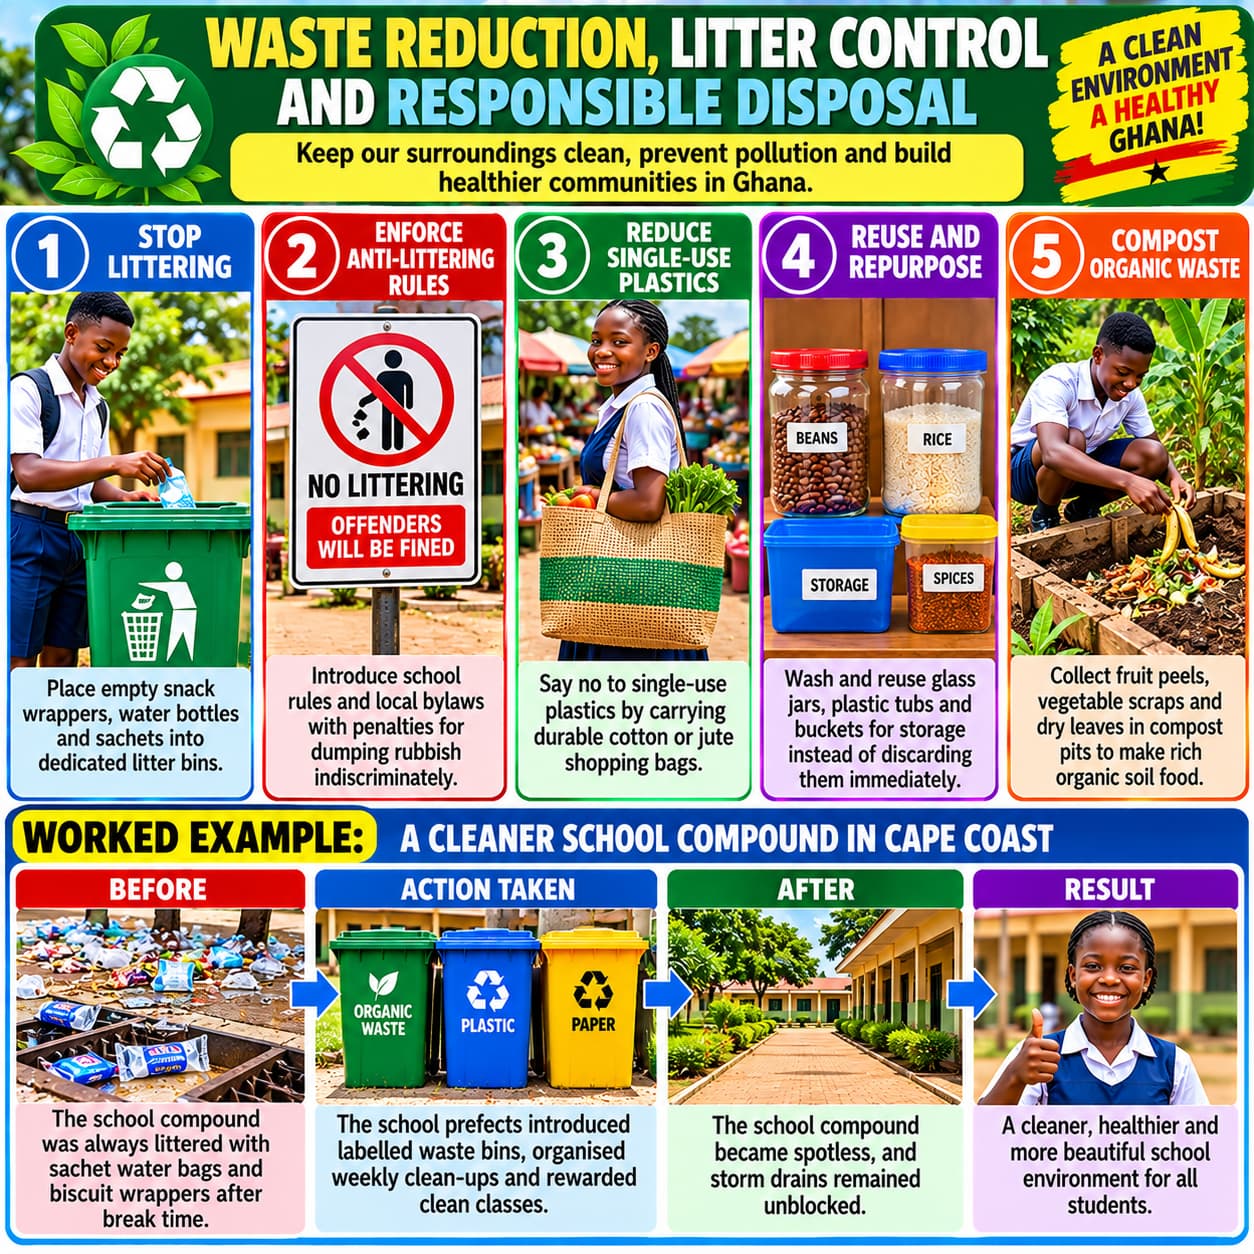 WASTE REDUCTION, LITTER CONTROL
AND RESPONSIBLE DISPOSAL
Keep our surroundings clean, prevent pollution and build
healthier communities in Ghana.
A CLEAN
ENVIRONMENT
A HEALTHY
GHANA!
1 STOP
LITTERING
NO LITTERING
OFFENDERS
WILL BE FINED
Place empty snack
wrappers, water bottles
and sachets into
dedicated litter bins.
2 ENFORCE
ANTI-LITTERING
RULES
Introduce school
rules and local bylaws
with penalties for
dumping rubbish
indiscriminately.
3 REDUCE
SINGLE-USE
PLASTICS
Say no to single-use
plastics by carrying
durable cotton or jute
shopping bags.
4 REUSE AND
REPURPOSE
BEANS
RICE
STORAGE
SPICES
Wash and reuse glass
jars, plastic tubs and
buckets for storage
instead of discarding
them immediately.
5 COMPOST
ORGANIC WASTE
Collect fruit peels,
vegetable scraps and
dry leaves in compost
pits to make rich
organic soil food.
WORKED EXAMPLE: A CLEANER SCHOOL COMPOUND IN CAPE COAST
BEFORE
The school compound
was always littered with
sachet water bags and
biscuit wrappers after
break time.
ACTION TAKEN
ORGANIC
WASTE
PLASTIC
PAPER
The school prefects introduced
labelled waste bins, organised
weekly clean-ups and rewarded
clean classes.
AFTER
The school compound
became spotless, and
storm drains remained
unblocked.
RESULT
A cleaner, healthier and
more beautiful school
environment for all
students.